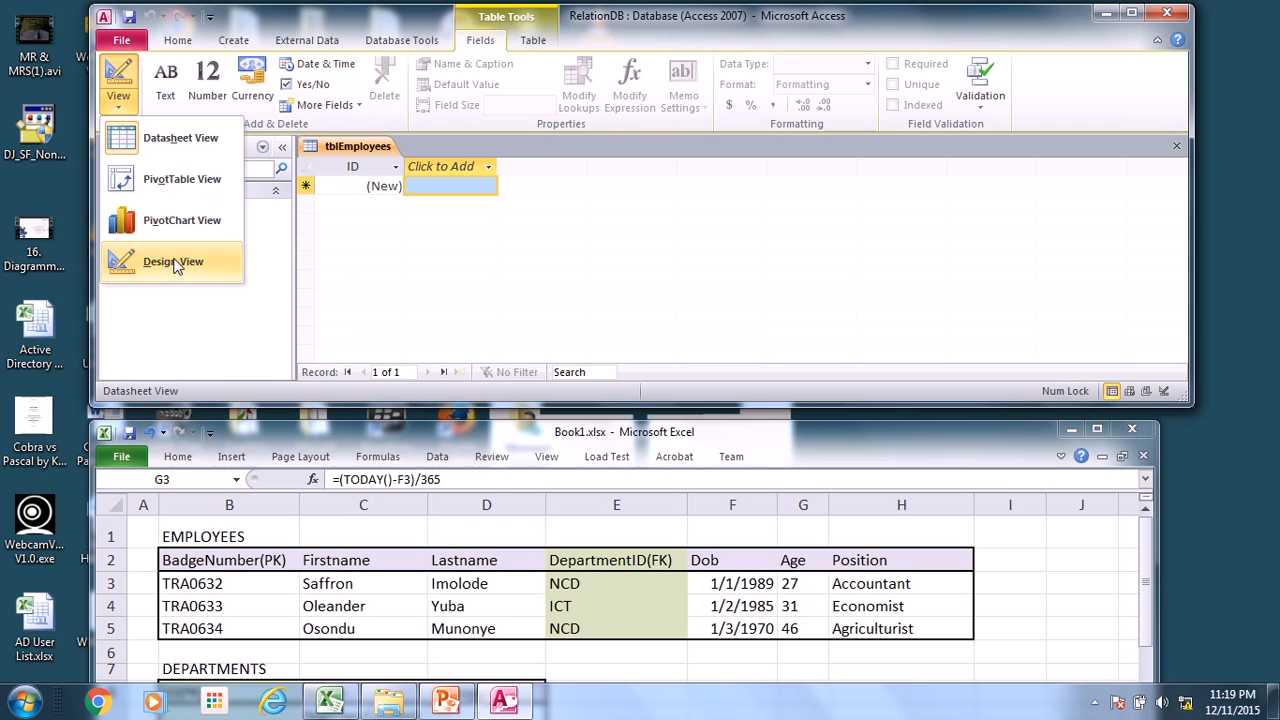 MR &
MRS(1).avi
DJ_SF_Non...
16.
Diagramm...
Active
Directory ...
Cobra vs
Pascal by K...
WebcamV...
V1.0.exe
AD User
List.xlsx
Table Tools
RelationDB : Database (Access 2007) - Microsoft Access
File Home Create External Data Database Tools Fields Table
View
AB
Text
12
Number
Currency
Date & Time
Yes/No
More Fields
Delete
& Delete
Name & Caption
Default Value
Field Size
Modify
Lookups
fx
Modify
Expression
ab
Memo
Settings
Properties
Data Type:
Format: Formatting
$ % ,
Formatting
Required
Unique
Indexed
Validation
Field Validation
Datasheet View
PivotTable View
PivotChart View
Design View
tblEmployees
ID Click to Add
(New)
Record: 1 of 1 No Filter Search
Datasheet View
Num Lock
Book1.xlsx - Microsoft Excel
File Home Insert Page Layout Formulas Data Review View Load Test Acrobat Team
G3 fx =(TODAY()-F3)/365
A B C D E F G H I J
1 EMPLOYEES
2 BadgeNumber(PK) Firstname Lastname DepartmentID(FK) Dob Age Position
3 TRA0632 Saffron Imolode NCD 1/1/1989 27 Accountant
4 TRA0633 Oleander Yuba ICT 1/2/1985 31 Economist
5 TRA0634 Osondu Munonye NCD 1/3/1970 46 Agriculturist
6
7 DEPARTMENTS
11:19 PM
12/11/2015